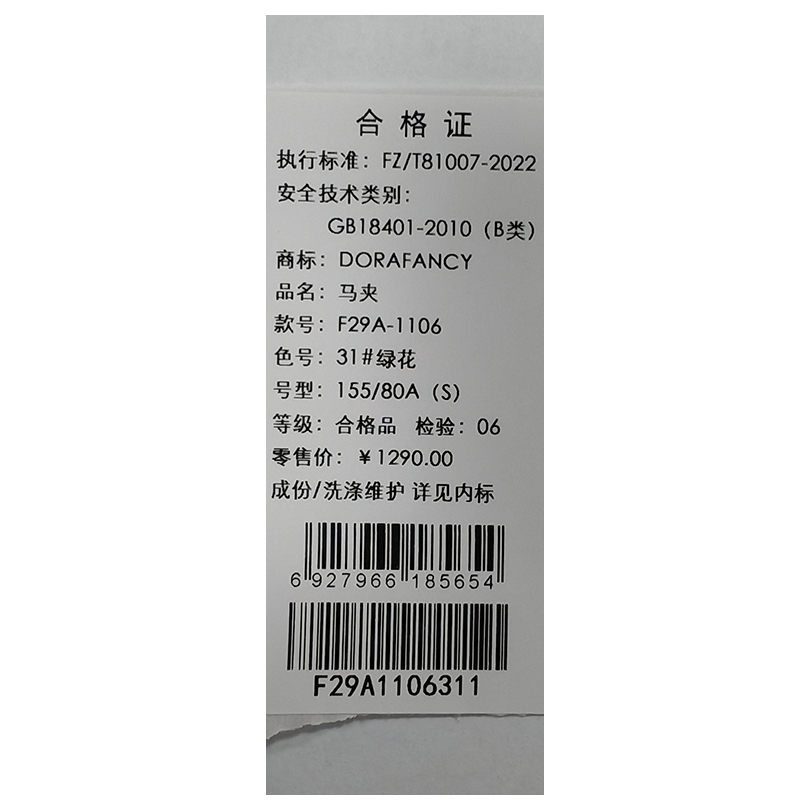 合格证
执行标准：FZ/T81007-2022
安全技术类别：
GB18401-2010（B类）
商标：DORAFANCY
品名：马夹
款号：F29A-1106
色号：31#绿花
号型：155/80A（S）
等级：合格品 检验：06
零售价：￥1290.00
成份/洗涤维护 详见内标
6 927966 185654
F29A1106311